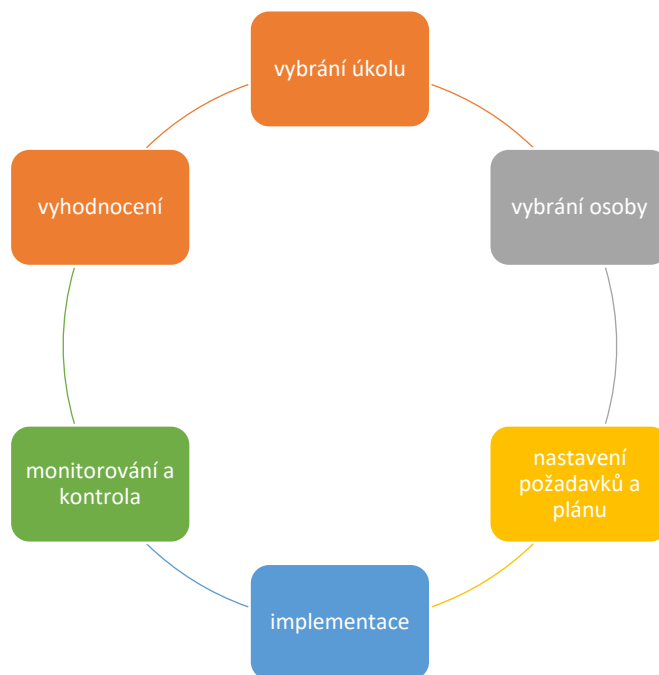 vybrání úkolu
vybrání osoby
nastavení
požadavků a
plánu
implementace
monitorování a
kontrola
vyhodnocení